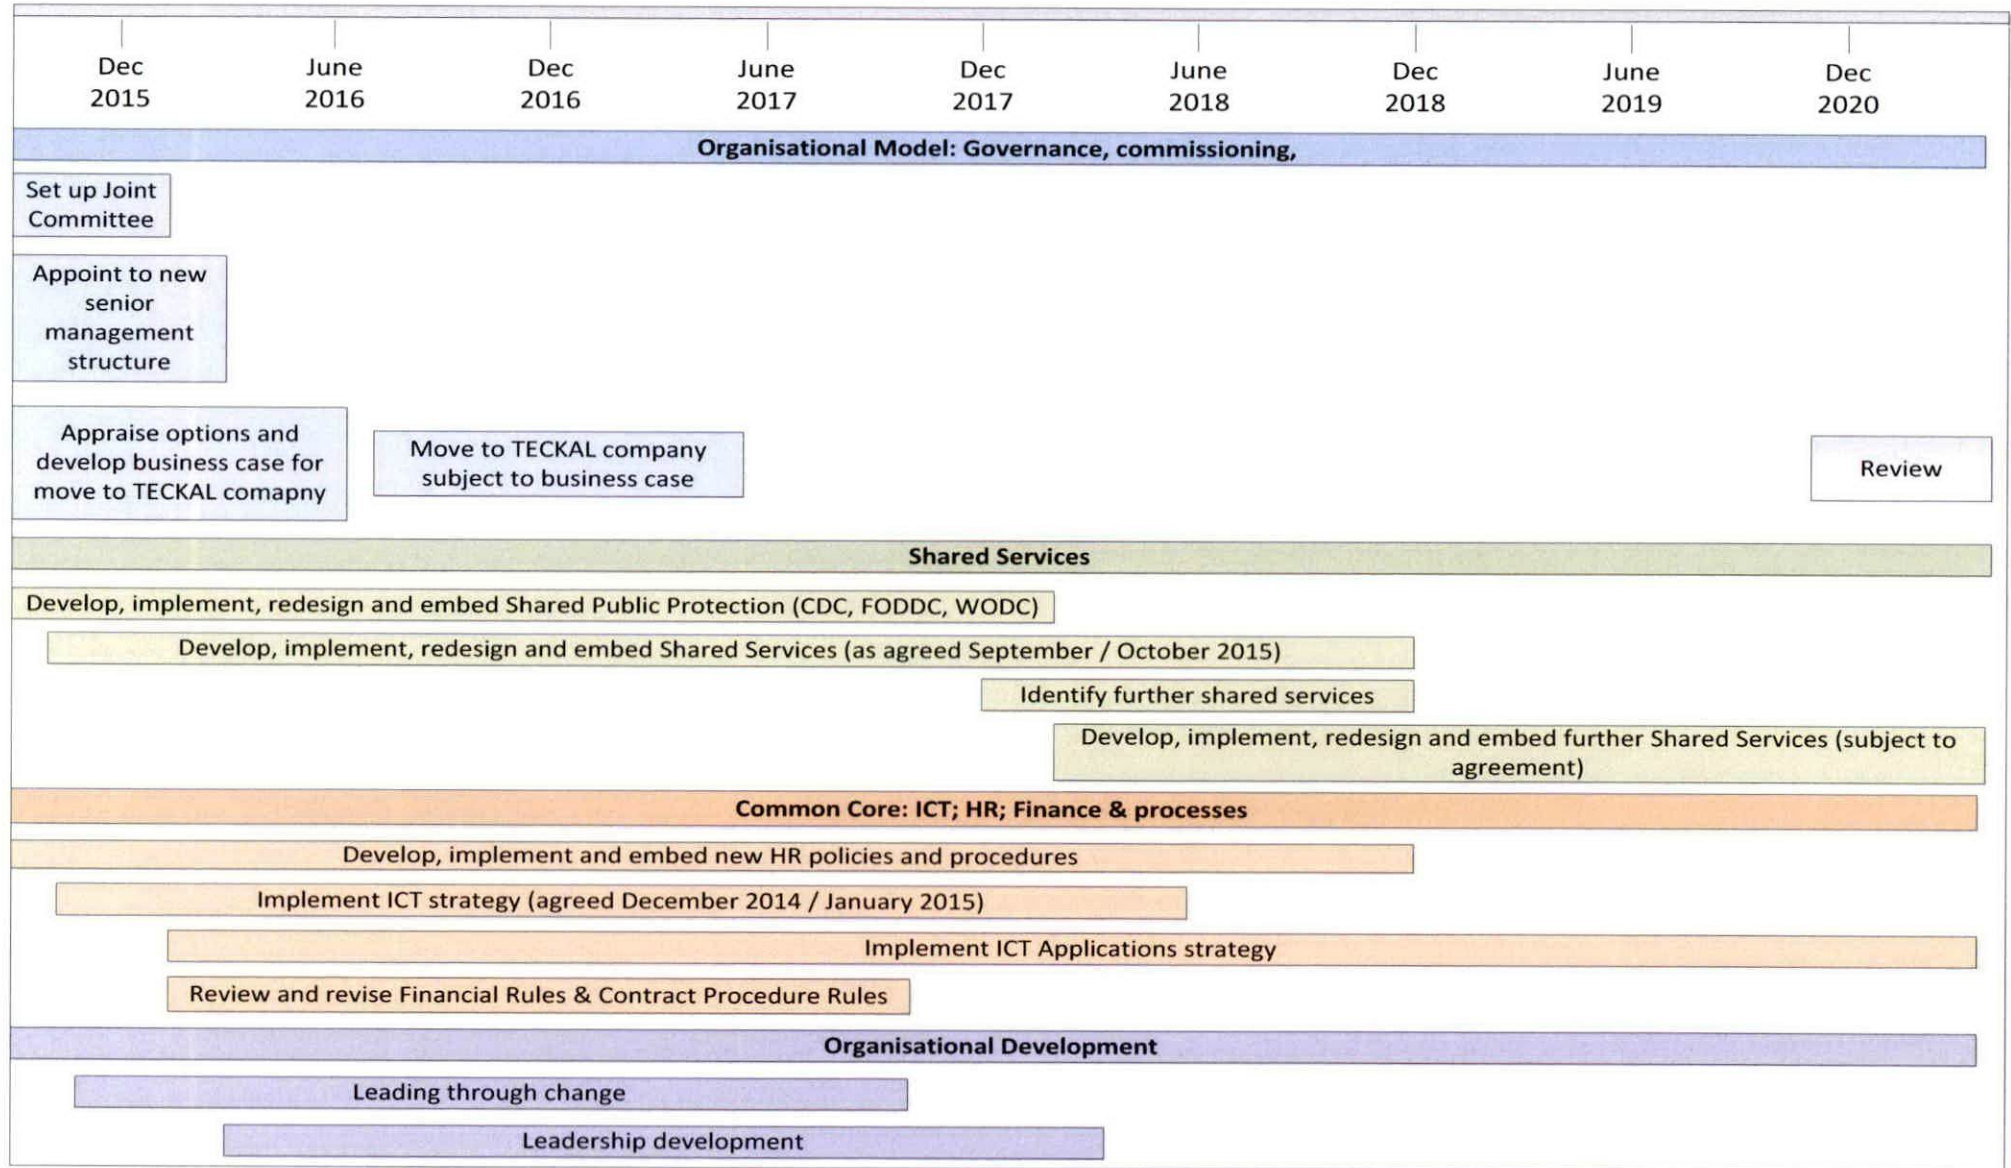 Dec June Dec June Dec June Dec June Dec
2015 2016 2016 2017 2017 2018 2018 2019 2020
Organisational Model: Governance, commissioning,
Set up Joint
Committee
Appoint to new
senior
management
structure
Appraise options and
develop business case for
move to TECKAL comapny
Move to TECKAL company
subject to business case
Review
Shared Services
Develop, implement, redesign and embed Shared Public Protection (CDC, FODDC, WODC)
Develop, implement, redesign and embed Shared Services (as agreed September / October 2015)
Identify further shared services
Develop, implement, redesign and embed further Shared Services (subject to
agreement)
Common Core: ICT; HR; Finance & processes
Develop, implement and embed new HR policies and procedures
Implement ICT strategy (agreed December 2014 / January 2015)
Implement ICT Applications strategy
Review and revise Financial Rules & Contract Procedure Rules
Organisational Development
Leading through change
Leadership development